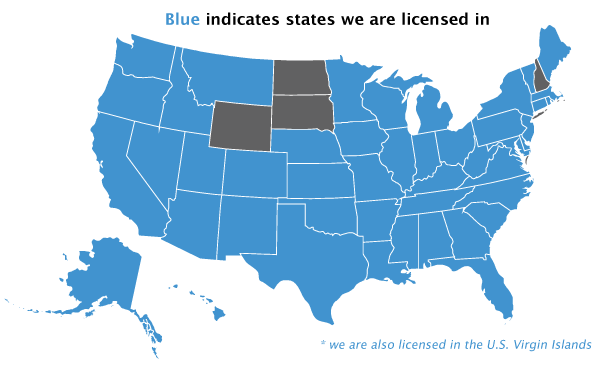 Blue indicates states we are licensed in
* we are also licensed in the U.S. Virgin Islands